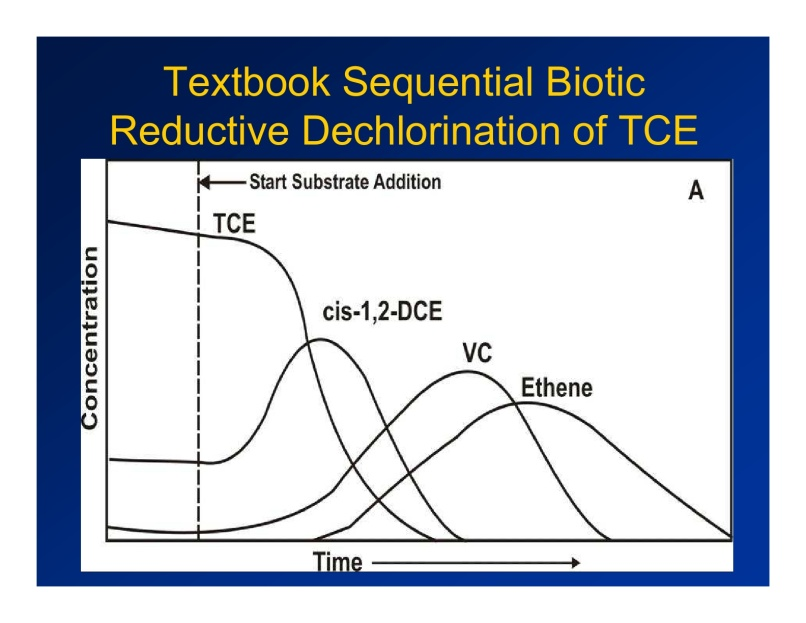 Textbook Sequential Biotic
Reductive Dechlorination of TCE
Start Substrate Addition
A
TCE
cis-1,2-DCE
VC
Ethene
Concentration
Time